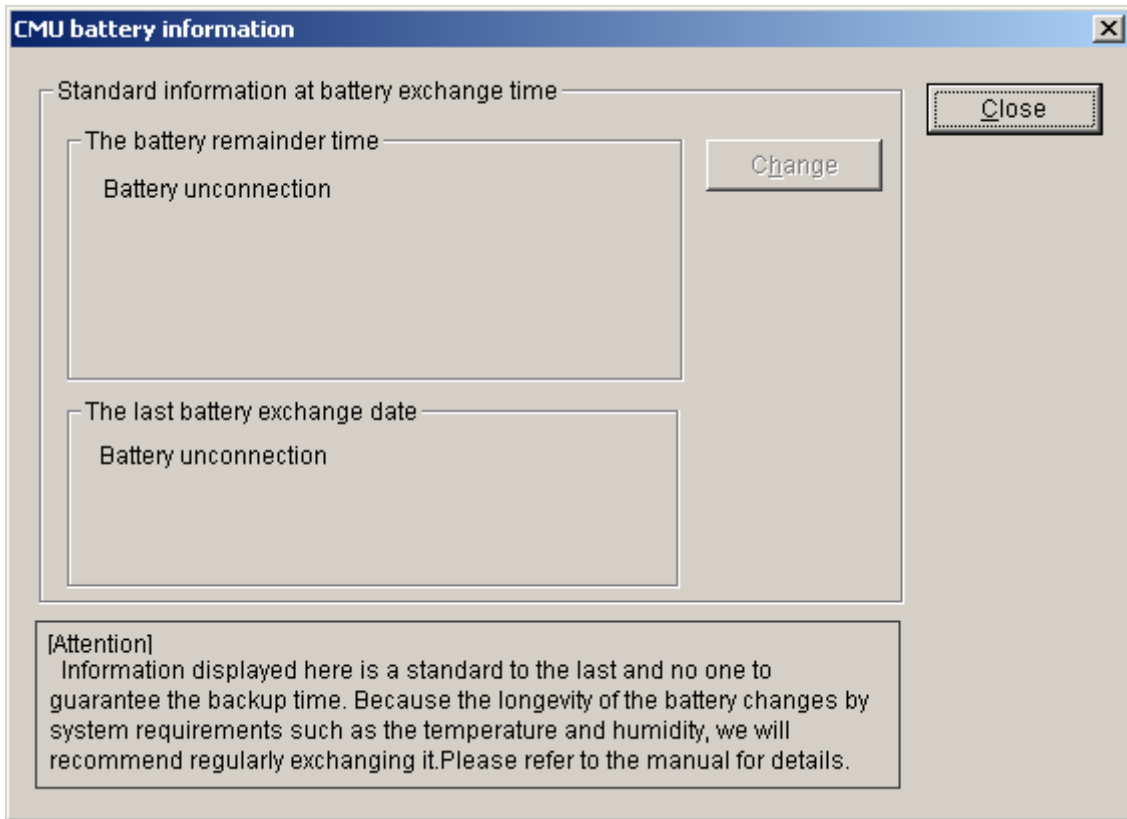 CMU battery information
Standard information at battery exchange time
Close
The battery remainder time
Change
Battery unconnection
The last battery exchange date
Battery unconnection
[Attention]
Information displayed here is a standard to the last and no one to
guarantee the backup time. Because the longevity of the battery changes by
system requirements such as the temperature and humidity, we will
recommend regularly exchanging it.Please refer to the manual for details.